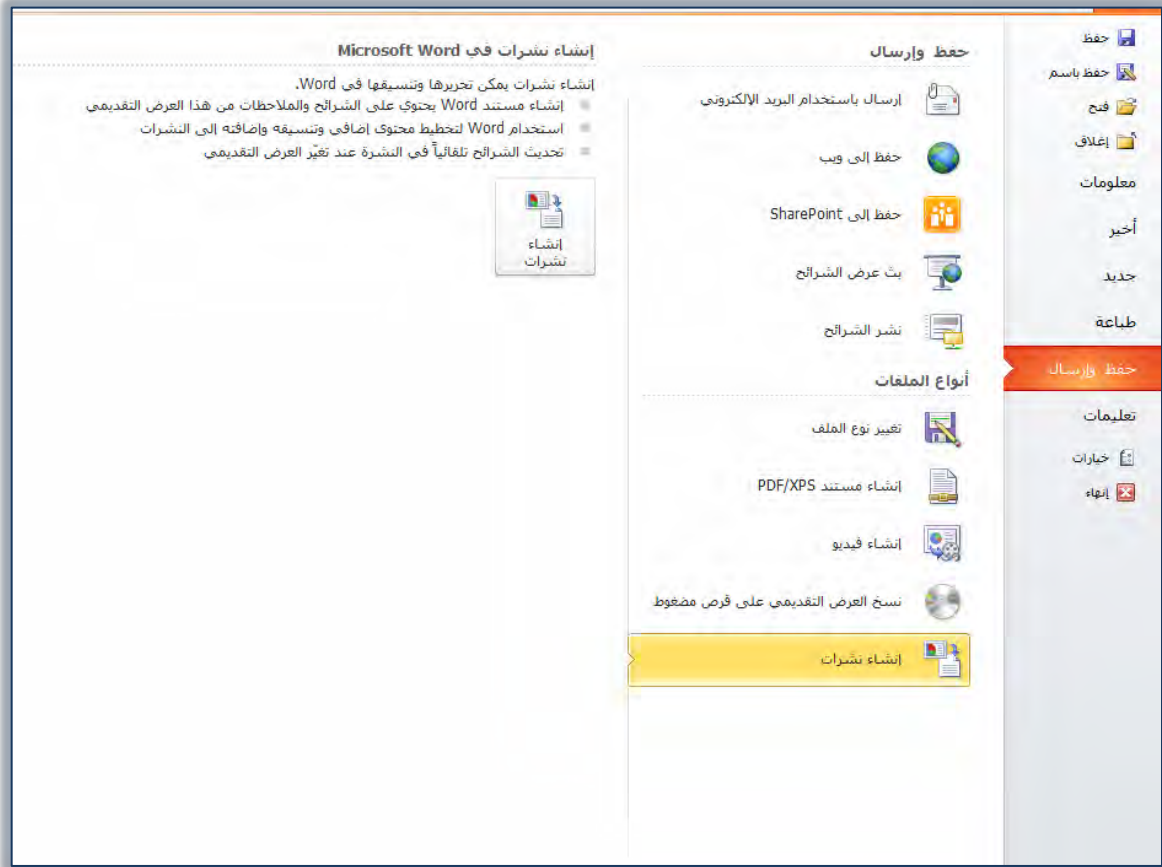 حفظ
حفظ باسم
فتح
إغلاق
معلومات
أخير
جديد
طباعة
حفظ وإرسال
تعليمات
خيارات
إنهاء
حفظ وإرسال
إرسال باستخدام البريد الإلكتروني
حفظ إلى ويب
حفظ إلى SharePoint
بث عرض الشرائح
نشر الشرائح
أنواع الملفات
تغيير نوع الملف
إنشاء مستند PDF/XPS
إنشاء فيديو
نسخ العرض التقديمي على قرص مضغوط
إنشاء نشرات
إنشاء نشرات في Microsoft Word
إنشاء نشرات يمكن تحريرها وتنسيقها في Word.
إنشاء مستند Word يحتوي على الشرائح والملاحظات من هذا العرض التقديمي
استخدام Word لتخطيط محتوى إضافي وتنسيقه وإضافته إلى النشرات
تحديث الشرائح تلقائياً في النشرة عند تغيّر العرض التقديمي
إنشاء
نشرات